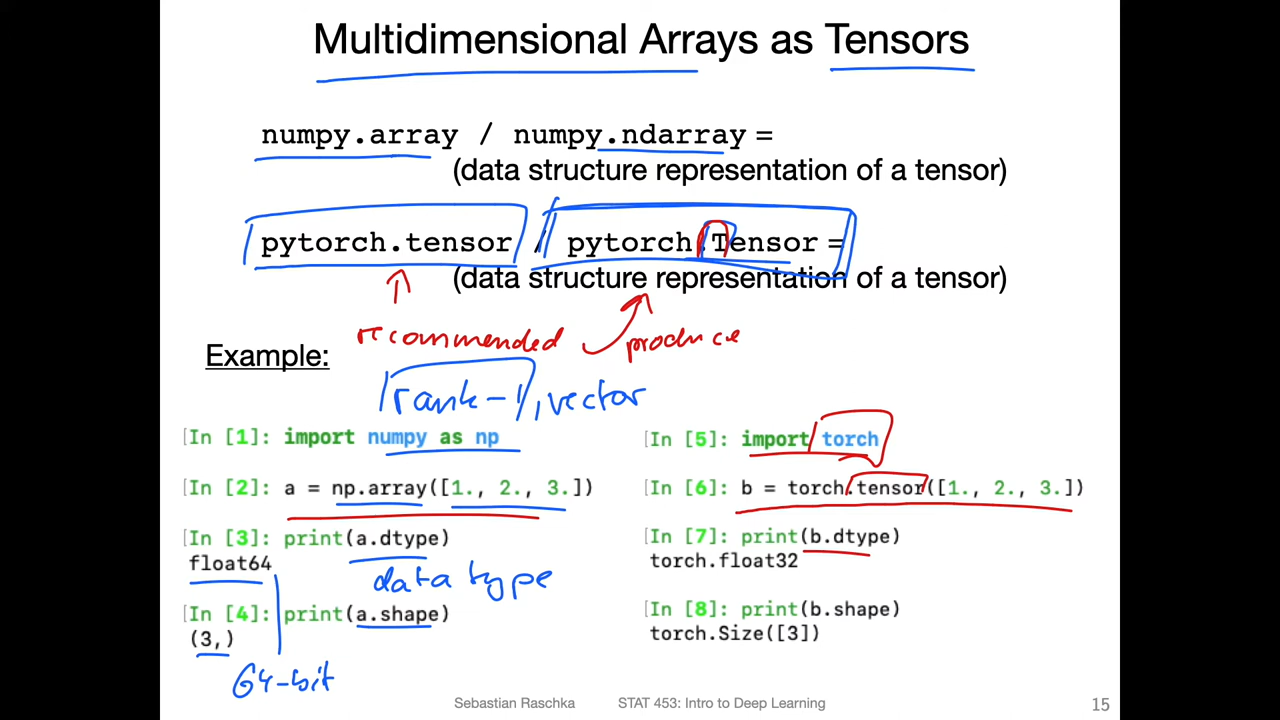 Multidimensional Arrays as Tensors
numpy.array / numpy.ndarray =
(data structure representation of a tensor)
pytorch.tensor / pytorch.Tensor =
(data structure representation of a tensor)
recommended produce
Example:
rank-1, vector
[In [1]: import numpy as np
[In [2]: a = np.array([1., 2., 3.])
[In [3]: print(a.dtype)
float64
data type
[In [4]: print(a.shape)
(3,)
64-bit
[In [5]: import torch
[In [6]: b = torch.tensor([1., 2., 3.])
[In [7]: print(b.dtype)
torch.float32
[In [8]: print(b.shape)
torch.Size([3])
Sebastian Raschka STAT 453: Intro to Deep Learning 15